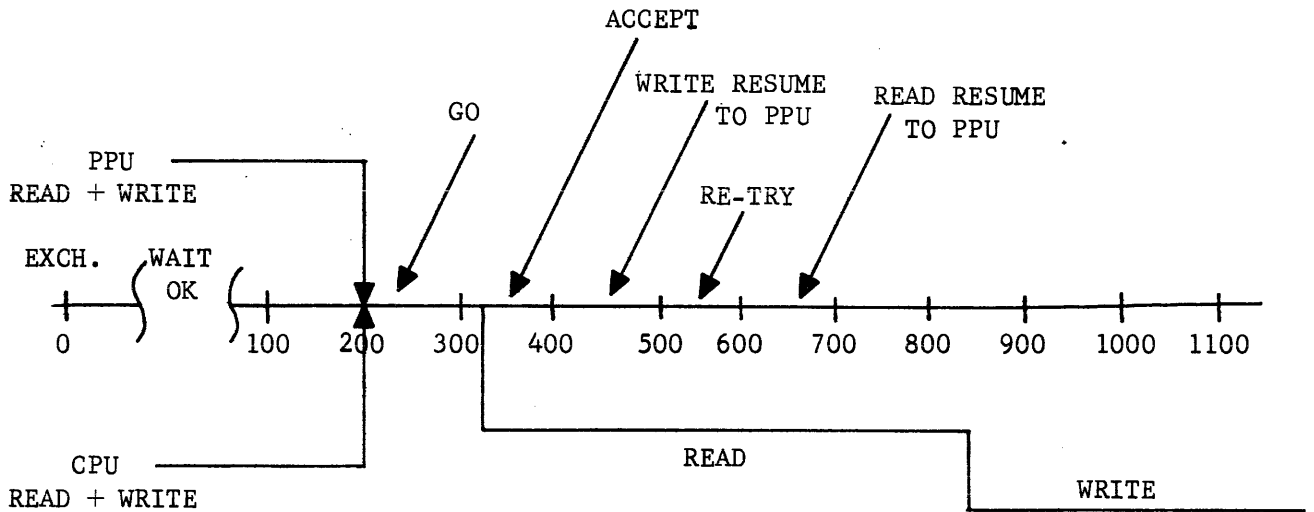 ACCEPT
WRITE RESUME
TO PPU
READ RESUME
TO PPU
GO
PPU
READ + WRITE
RE-TRY
EXCH.
WAIT
OK
0
100
200
300
400
500
600
700
800
900
1000
1100
READ
CPU
READ + WRITE
WRITE